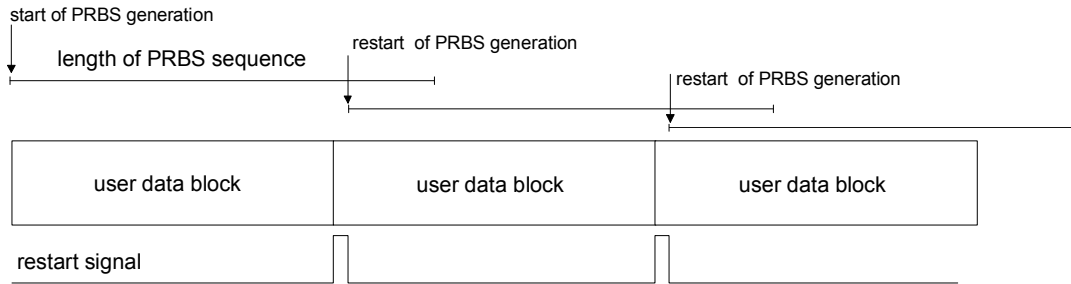 start of PRBS generation
length of PRBS sequence
restart of PRBS generation
restart of PRBS generation
user data block
user data block
user data block
restart signal